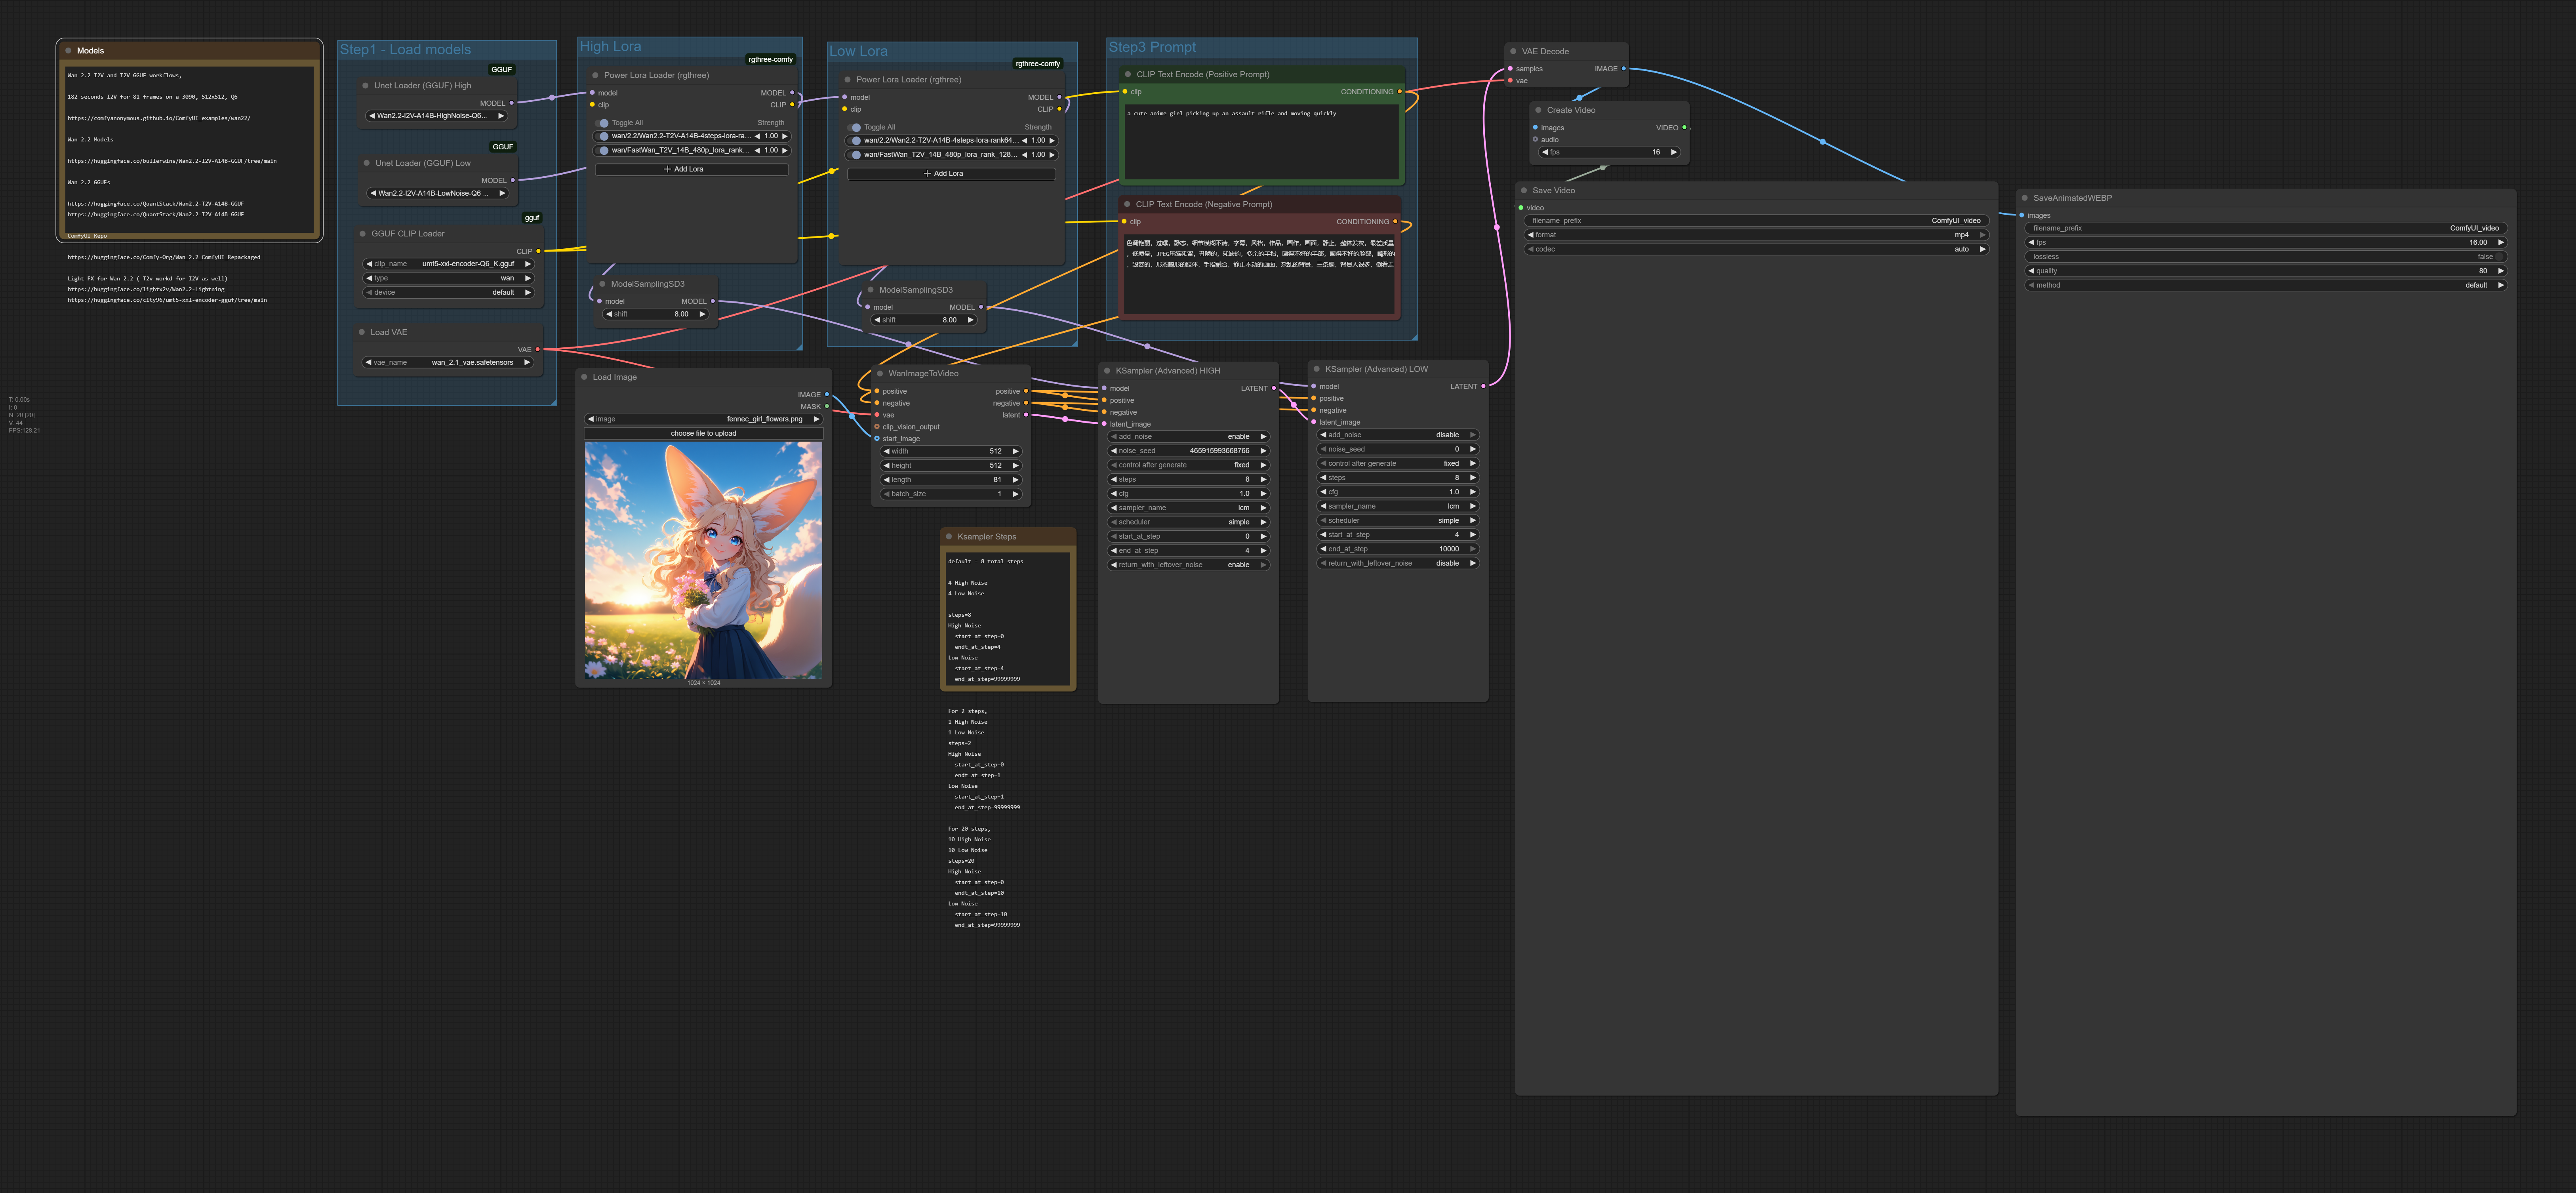 Models
Wan 2.2 I2V and T2V GGUF workflows,
182 seconds I2V for 81 frames on a 3090, 512x512, Q6
https://comfyanonymous.github.io/ComfyUI_examples/wan22/
Wan 2.2 Models
https://huggingface.co/bullerwins/Wan2.2-I2V-A14B-GGUF/tree/main
Wan 2.2 GGUFs
https://huggingface.co/QuantStack/Wan2.2-T2V-A14B-GGUF
https://huggingface.co/QuantStack/Wan2.2-I2V-A14B-GGUF
ComfyUI Repo
https://huggingface.co/Comfy-Org/Wan_2.2_ComfyUI_Repackaged
Light FX for Wan 2.2 ( T2v workd for I2V as well)
https://huggingface.co/lightx2v/Wan2.2-Lightning
https://huggingface.co/city96/umt5-xxl-encoder-gguf/tree/main
T: 0.00s
I: 0
N: 20 [20]
V: 44
FPS:128.21
Step1 - Load models
GGUF
Unet Loader (GGUF) High
MODEL
Wan2.2-I2V-A14B-HighNoise-Q6...
GGUF
Unet Loader (GGUF) Low
MODEL
Wan2.2-I2V-A14B-LowNoise-Q6 ...
gguf
GGUF CLIP Loader
CLIP
clip_name umt5-xxl-encoder-Q6_K.gguf
type wan
device default
Load VAE
VAE
vae_name wan_2.1_vae.safetensors
High Lora
rgthree-comfy
Power Lora Loader (rgthree)
model MODEL
clip CLIP
Toggle All Strength
wan/2.2/Wan2.2-T2V-A14B-4steps-lora-ra... 1.00
wan/FastWan_T2V_14B_480p_lora_rank... 1.00
+ Add Lora
ModelSamplingSD3
model MODEL
shift 8.00
Low Lora
rgthree-comfy
Power Lora Loader (rgthree)
model MODEL
clip CLIP
Toggle All Strength
wan/2.2/Wan2.2-T2V-A14B-4steps-lora-rank64... 1.00
wan/FastWan_T2V_14B_480p_lora_rank_128... 1.00
+ Add Lora
ModelSamplingSD3
model MODEL
shift 8.00
Step3 Prompt
CLIP Text Encode (Positive Prompt)
clip CONDITIONING
a cute anime girl picking up an assault rifle and moving quickly
CLIP Text Encode (Negative Prompt)
clip CONDITIONING
色调艳丽，过曝，静态，细节模糊不清，字幕，风格，作品，画作，画面，静止，整体发灰，最差质量
，低质量，JPEG压缩残留，丑陋的，残缺的，多余的手指，画得不好的手部，画得不好的脸部，畸形的
，毁容的，形态畸形的肢体，手指融合，静止不动的画面，杂乱的背景，三条腿，背景人很多，倒着走
Load Image
IMAGE
MASK
image fennec_girl_flowers.png
choose file to upload
1024 × 1024
WanImageToVideo
positive positive
negative negative
vae latent
clip_vision_output
start_image
width 512
height 512
length 81
batch_size 1
Ksampler Steps
default = 8 total steps
4 High Noise
4 Low Noise
steps=8
High Noise
start_at_step=0
endt_at_step=4
Low Noise
start_at_step=4
end_at_step=99999999
For 2 steps,
1 High Noise
1 Low Noise
steps=2
High Noise
start_at_step=0
endt_at_step=1
Low Noise
start_at_step=1
end_at_step=99999999
For 20 steps,
10 High Noise
10 Low Noise
steps=20
High Noise
start_at_step=0
endt_at_step=10
Low Noise
start_at_step=10
end_at_step=99999999
KSampler (Advanced) HIGH
model LATENT
positive
negative
latent_image
add_noise enable
noise_seed 465915993668766
control after generate fixed
steps 8
cfg 1.0
sampler_name lcm
scheduler simple
start_at_step 0
end_at_step 4
return_with_leftover_noise enable
KSampler (Advanced) LOW
model LATENT
positive
negative
latent_image
add_noise disable
noise_seed 0
control after generate fixed
steps 8
cfg 1.0
sampler_name lcm
scheduler simple
start_at_step 4
end_at_step 10000
return_with_leftover_noise disable
VAE Decode
samples IMAGE
vae
Create Video
images VIDEO
audio
fps 16
Save Video
video
filename_prefix ComfyUI_video
format mp4
codec auto
SaveAnimatedWEBP
images
filename_prefix ComfyUI_video
fps 16.00
lossless false
quality 80
method default